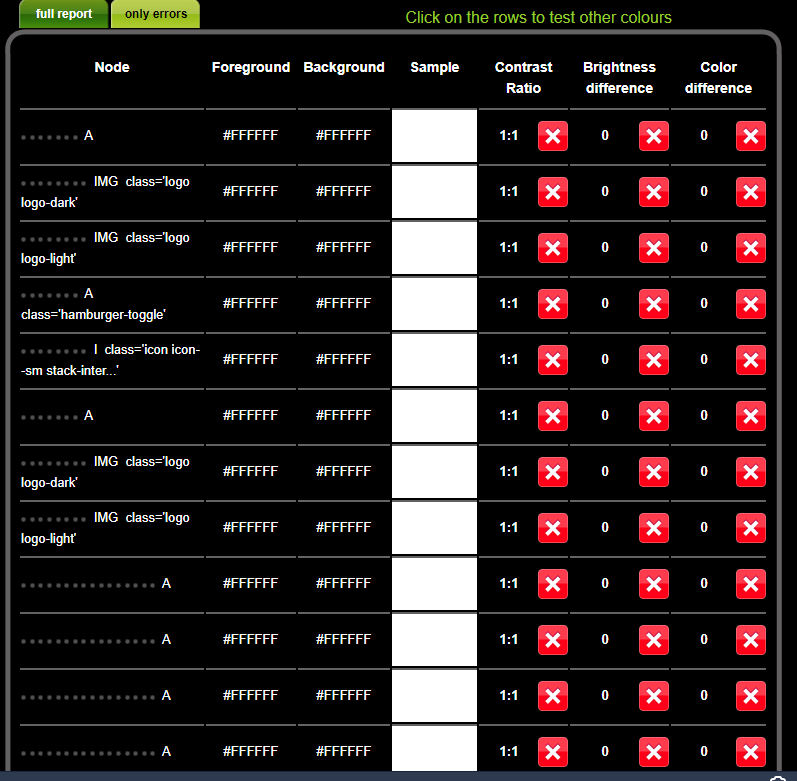 full report only errors Click on the rows to test other colours
Node Foreground Background Sample Contrast Ratio Brightness difference Color difference
A #FFFFFF #FFFFFF 1:1 0 0
IMG class='logo logo-dark' #FFFFFF #FFFFFF 1:1 0 0
IMG class='logo logo-light' #FFFFFF #FFFFFF 1:1 0 0
A class='hamburger-toggle' #FFFFFF #FFFFFF 1:1 0 0
I class='icon icon--sm stack-inter...' #FFFFFF #FFFFFF 1:1 0 0
A #FFFFFF #FFFFFF 1:1 0 0
IMG class='logo logo-dark' #FFFFFF #FFFFFF 1:1 0 0
IMG class='logo logo-light' #FFFFFF #FFFFFF 1:1 0 0
A #FFFFFF #FFFFFF 1:1 0 0
A #FFFFFF #FFFFFF 1:1 0 0
A #FFFFFF #FFFFFF 1:1 0 0
A #FFFFFF #FFFFFF 1:1 0 0